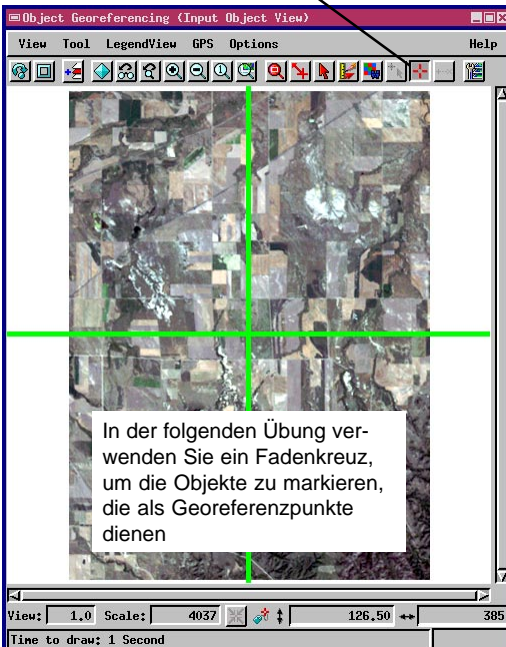 Object Georeferencing (Input Object View)
View Tool LegendView GPS Options Help
In der folgenden Übung ver-
wenden Sie ein Fadenkreuz,
um die Objekte zu markieren,
die als Georeferenzpunkte
dienen
View: 1.0 Scale: 4037 126.50 385
Time to draw: 1 Second